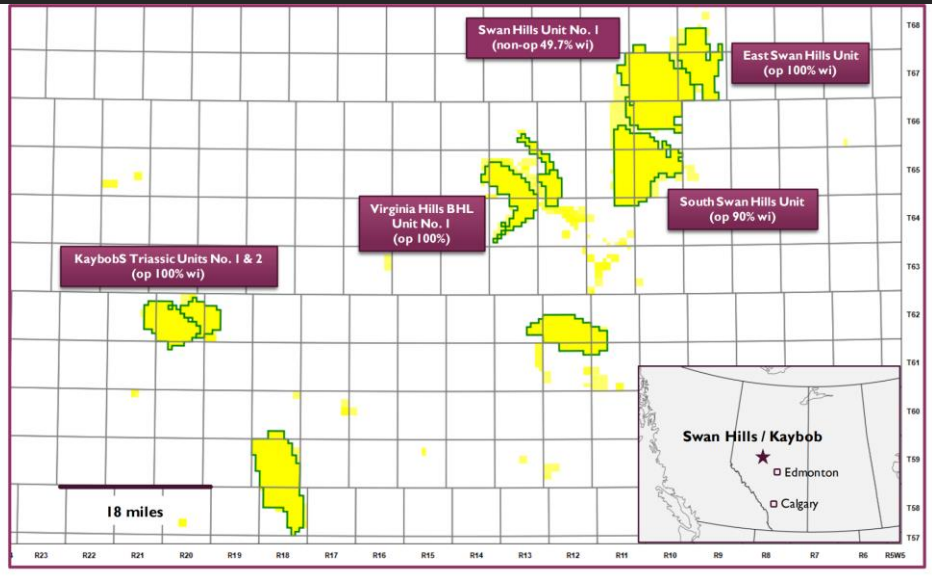 Swan Hills Unit No. 1
(non-op 49.7% wi)
East Swan Hills Unit
(op 100% wi)
Virginia Hills BHL
Unit No. 1
(op 100%)
South Swan Hills Unit
(op 90% wi)
KaybobS Triassic Units No. 1 & 2
(op 100% wi)
T68
T67
T66
T65
T64
T63
T62
T61
T60
T59
T58
T57
Swan Hills / Kaybob
Edmonton
Calgary
18 miles
R23 R22 R21 R20 R19 R18 R17 R16 R15 R14 R13 R12 R11 R10 R9 R8 R7 R6 R5W5